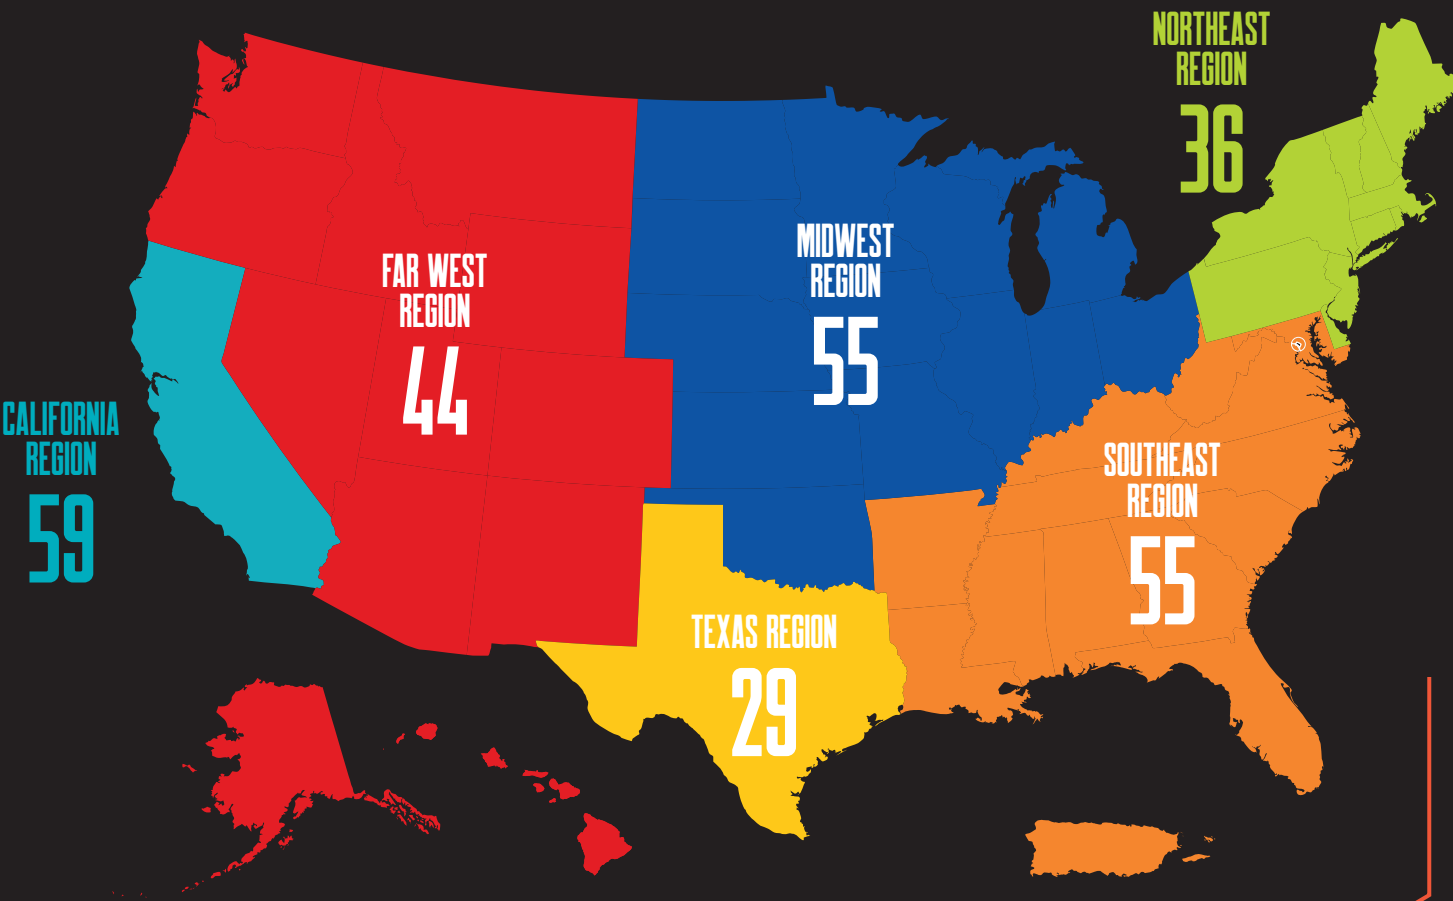 NORTHEAST
REGION
36
FAR WEST
REGION
44
MIDWEST
REGION
55
CALIFORNIA
REGION
59
SOUTHEAST
REGION
55
TEXAS REGION
29